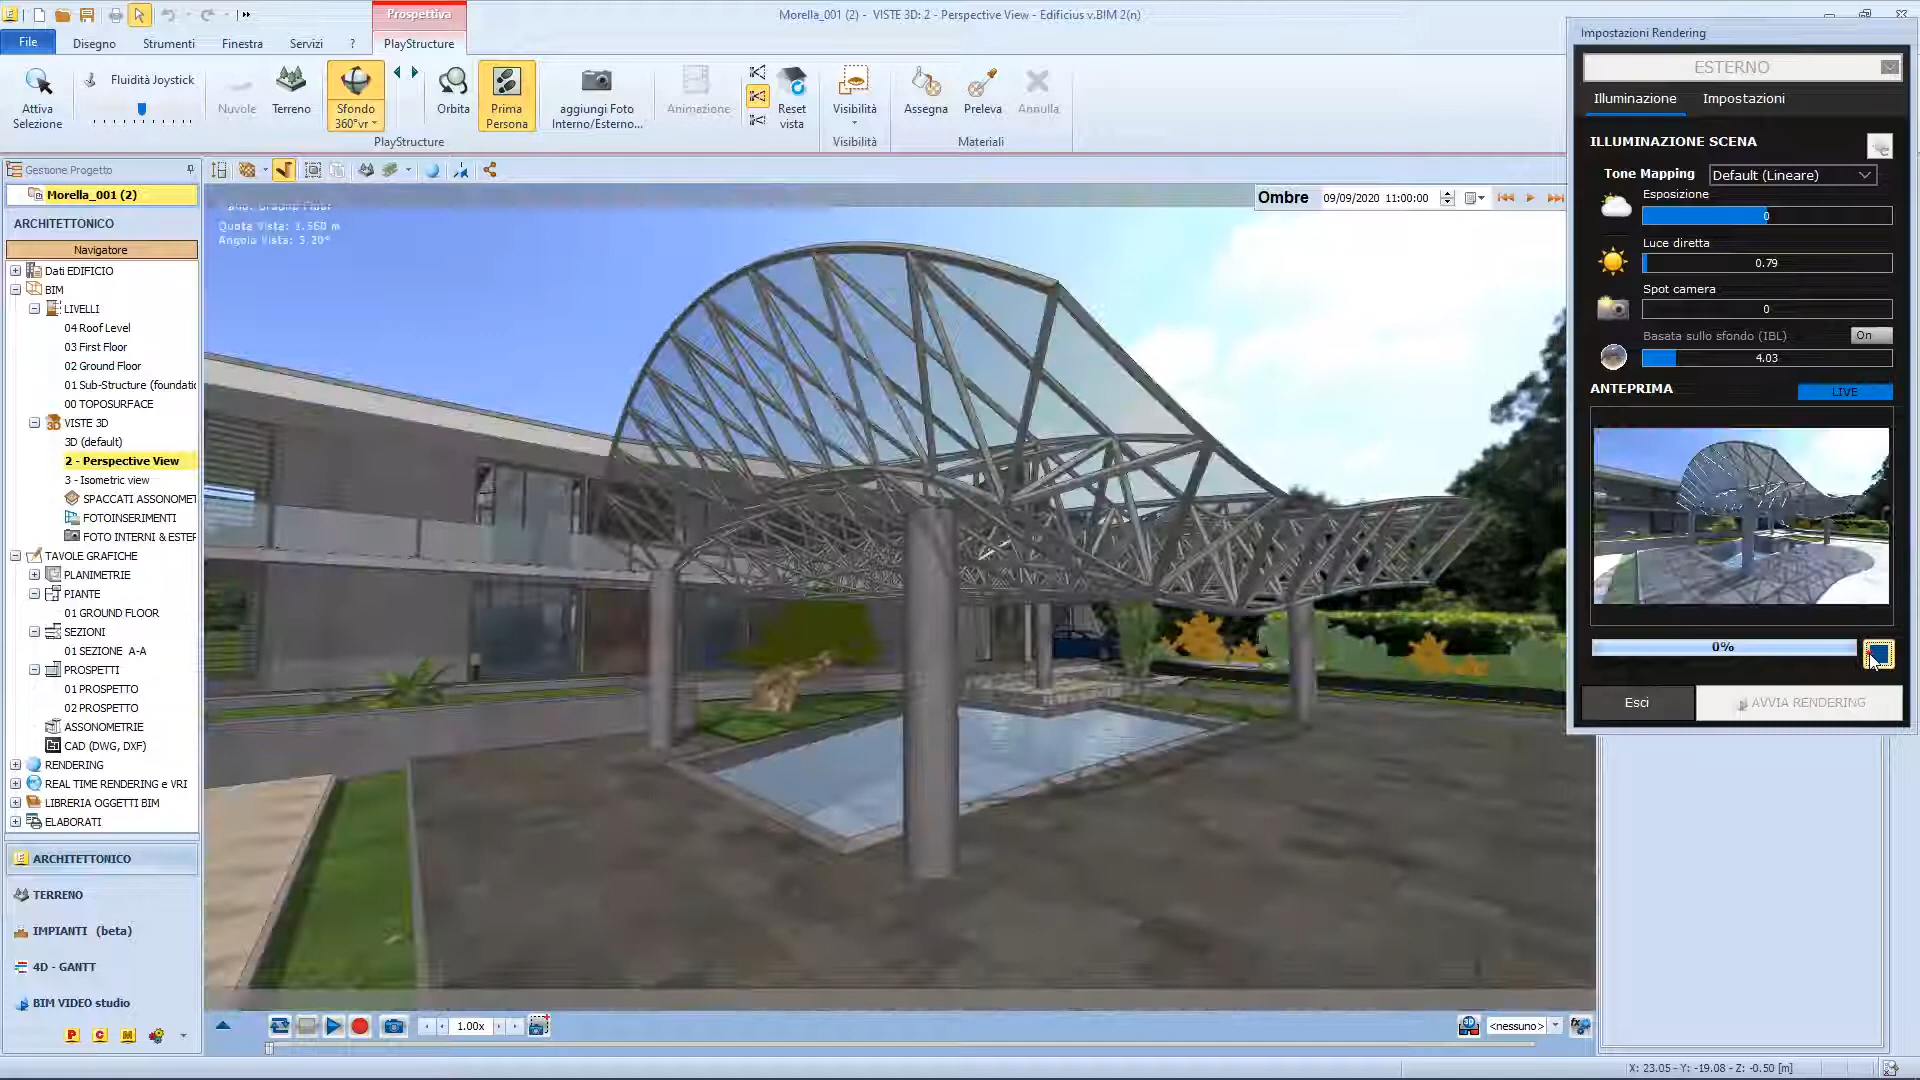 Prospettiva
Morella_001 (2) - VISTE 3D: 2 - Perspective View - Edificius v.BIM 2(n)
File
Disegno
Strumenti
Finestra
Servizi
?
PlayStructure
Attiva
Selezione
Fluidità Joystick
Nuvole
Terreno
Sfondo
360°vr
Orbita
Prima
Persona
aggiungi Foto
Interno/Esterno...
Animazione
Reset
vista
Visibilità
Assegna
Preleva
Annulla
PlayStructure
Visibilità
Materiali
Gestione Progetto
Morella_001 (2)
ARCHITETTONICO
Navigatore
Dati EDIFICIO
BIM
LIVELLI
04 Roof Level
03 First Floor
02 Ground Floor
01 Sub-Structure (foundatio
00 TOPOSURFACE
VISTE 3D
3D (default)
2 - Perspective View
3 - Isometric view
SPACCATI ASSONOMET
FOTOINSERIMENTI
FOTO INTERNI & ESTER
TAVOLE GRAFICHE
PLANIMETRIE
PIANTE
01 GROUND FLOOR
SEZIONI
01 SEZIONE A-A
PROSPETTI
01 PROSPETTO
02 PROSPETTO
ASSONOMETRIE
CAD (DWG, DXF)
RENDERING
REAL TIME RENDERING e VRI
LIBRERIA OGGETTI BIM
ELABORATI
ARCHITETTONICO
TERRENO
IMPIANTI (beta)
4D - GANTT
BIM VIDEO studio
P C M
Ground Floor
Quota Vista: 1.560 m
Angolo Vista: 3.20°
Ombre 09/09/2020 11:00:00
1.00x
<nessuno>
X: 23.05 - Y: -19.08 - Z: -0.50 [m]
Impostazioni Rendering
ESTERNO
Illuminazione
Impostazioni
ILLUMINAZIONE SCENA
Tone Mapping
Default (Lineare)
Esposizione
0
Luce diretta
0.79
Spot camera
0
Basata sullo sfondo (IBL)
On
4.03
ANTEPRIMA
LIVE
0%
Esci
AVVIA RENDERING